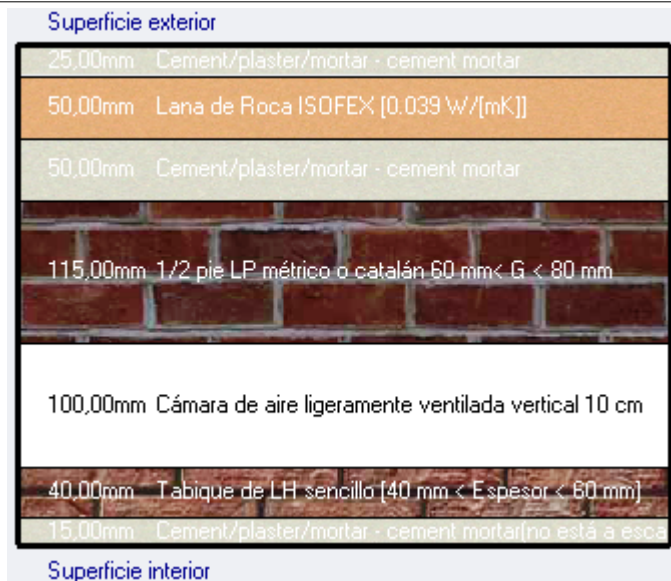 Superficie exterior
25,00mm Cement/plaster/mortar - cement mortar
50,00mm Lana de Roca ISOFEX [0.039 W/[mK]]
50,00mm Cement/plaster/mortar - cement mortar
115,00mm 1/2 pie LP métrico o catalán 60 mm< G < 80 mm
100,00mm Cámara de aire ligeramente ventilada vertical 10 cm
40,00mm Tabique de LH sencillo [40 mm < Espesor < 60 mm]
15,00mm Cement/plaster/mortar - cement mortar(no está a esca
Superficie interior